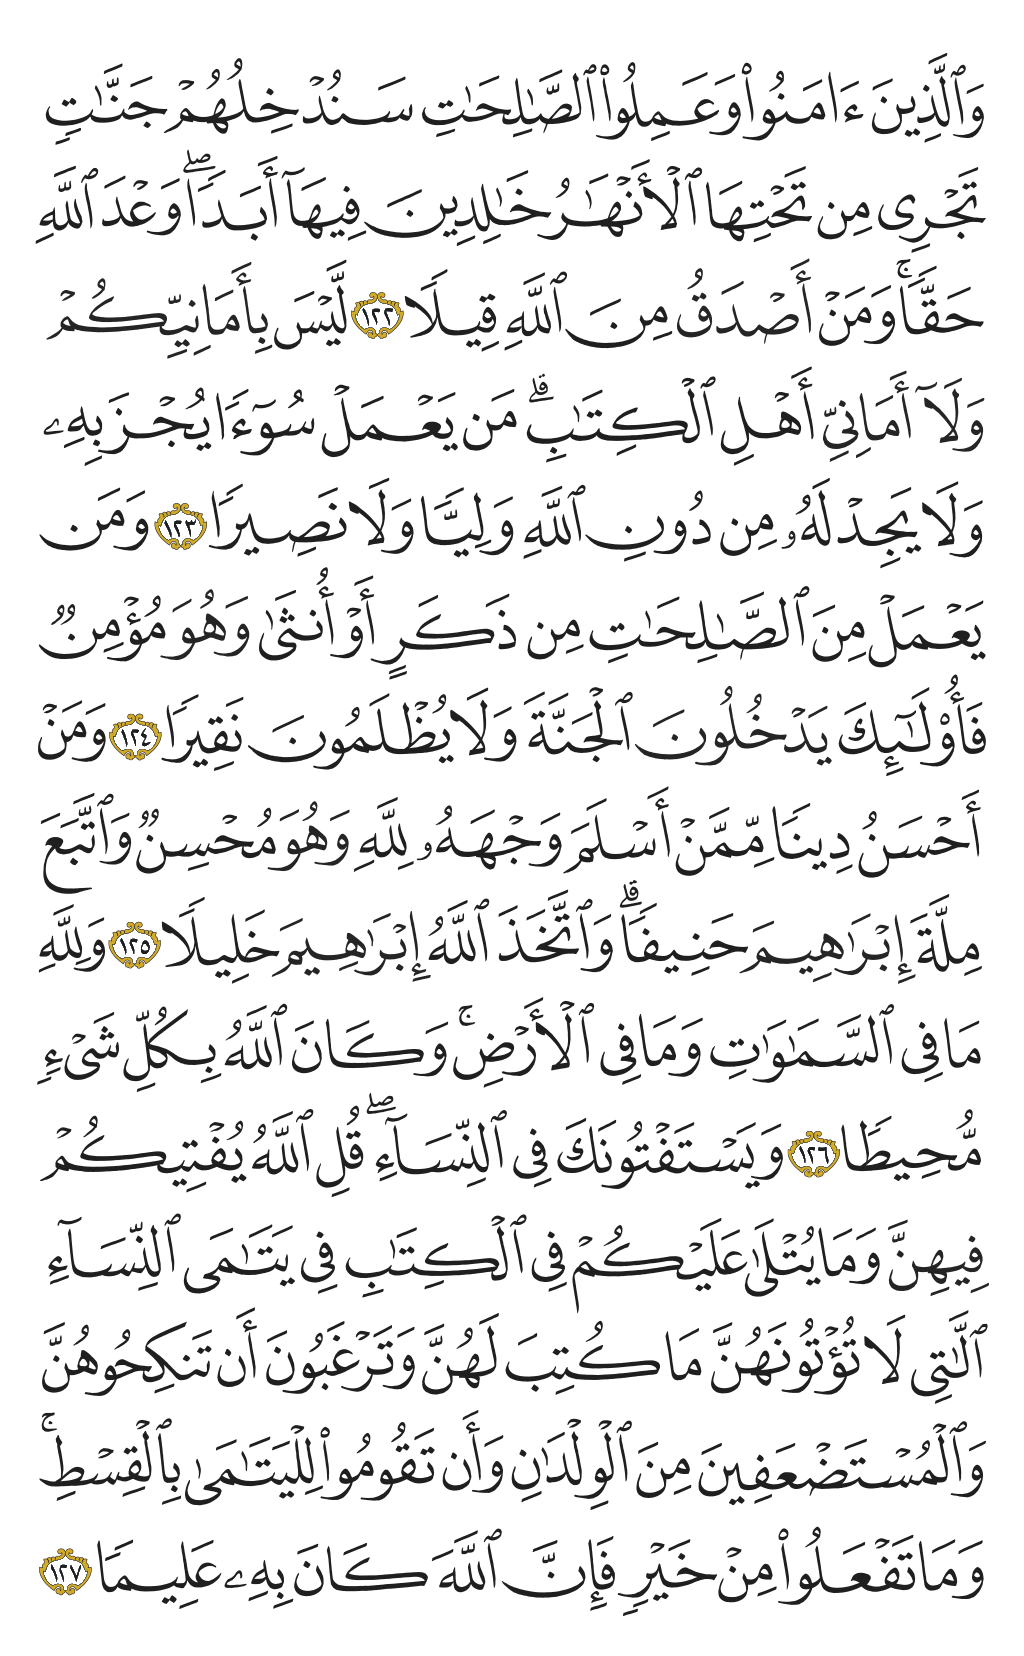 وَٱلَّذِينَ ءَامَنُوا۟ وَعَمِلُوا۟ ٱلصَّـٰلِحَـٰتِ سَنُدْخِلُهُمْ جَنَّـٰتٍ
تَجْرِى مِن تَحْتِهَا ٱلْأَنْهَـٰرُ خَـٰلِدِينَ فِيهَآ أَبَدًا ۖ وَعْدَ ٱللَّهِ
حَقًّا ۚ وَمَنْ أَصْدَقُ مِنَ ٱللَّهِ قِيلًا ١٢٢ لَّيْسَ بِأَمَانِيِّكُمْ
وَلَآ أَمَانِىِّ أَهْلِ ٱلْكِتَـٰبِ ۗ مَن يَعْمَلْ سُوٓءًا يُجْزَ بِهِۦ
وَلَا يَجِدْ لَهُۥ مِن دُونِ ٱللَّهِ وَلِيًّا وَلَا نَصِيرًا ١٢٣ وَمَن
يَعْمَلْ مِنَ ٱلصَّـٰلِحَـٰتِ مِن ذَكَرٍ أَوْ أُنثَىٰ وَهُوَ مُؤْمِنٌ
فَأُو۟لَـٰٓئِكَ يَدْخُلُونَ ٱلْجَنَّةَ وَلَا يُظْلَمُونَ نَقِيرًا ١٢٤ وَمَنْ
أَحْسَنُ دِينًا مِّمَّنْ أَسْلَمَ وَجْهَهُۥ لِلَّهِ وَهُوَ مُحْسِنٌ وَٱتَّبَعَ
مِلَّةَ إِبْرَٰهِيمَ حَنِيفًا ۗ وَٱتَّخَذَ ٱللَّهُ إِبْرَٰهِيمَ خَلِيلًا ١٢٥ وَلِلَّهِ
مَا فِى ٱلسَّمَـٰوَٰتِ وَمَا فِى ٱلْأَرْضِ ۚ وَكَانَ ٱللَّهُ بِكُلِّ شَىْءٍ
مُّحِيطًا ١٢٦ وَيَسْتَفْتُونَكَ فِى ٱلنِّسَآءِ ۖ قُلِ ٱللَّهُ يُفْتِيكُمْ
فِيهِنَّ وَمَا يُتْلَىٰ عَلَيْكُمْ فِى ٱلْكِتَـٰبِ فِى يَتَـٰمَى ٱلنِّسَآءِ
ٱلَّـٰتِى لَا تُؤْتُونَهُنَّ مَا كُتِبَ لَهُنَّ وَتَرْغَبُونَ أَن تَنكِحُوهُنَّ
وَٱلْمُسْتَضْعَفِينَ مِنَ ٱلْوِلْدَٰنِ وَأَن تَقُومُوا۟ لِلْيَتَـٰمَىٰ بِٱلْقِسْطِ ۚ
وَمَا تَفْعَلُوا۟ مِنْ خَيْرٍ فَإِنَّ ٱللَّهَ كَانَ بِهِۦ عَلِيمًا ١٢٧